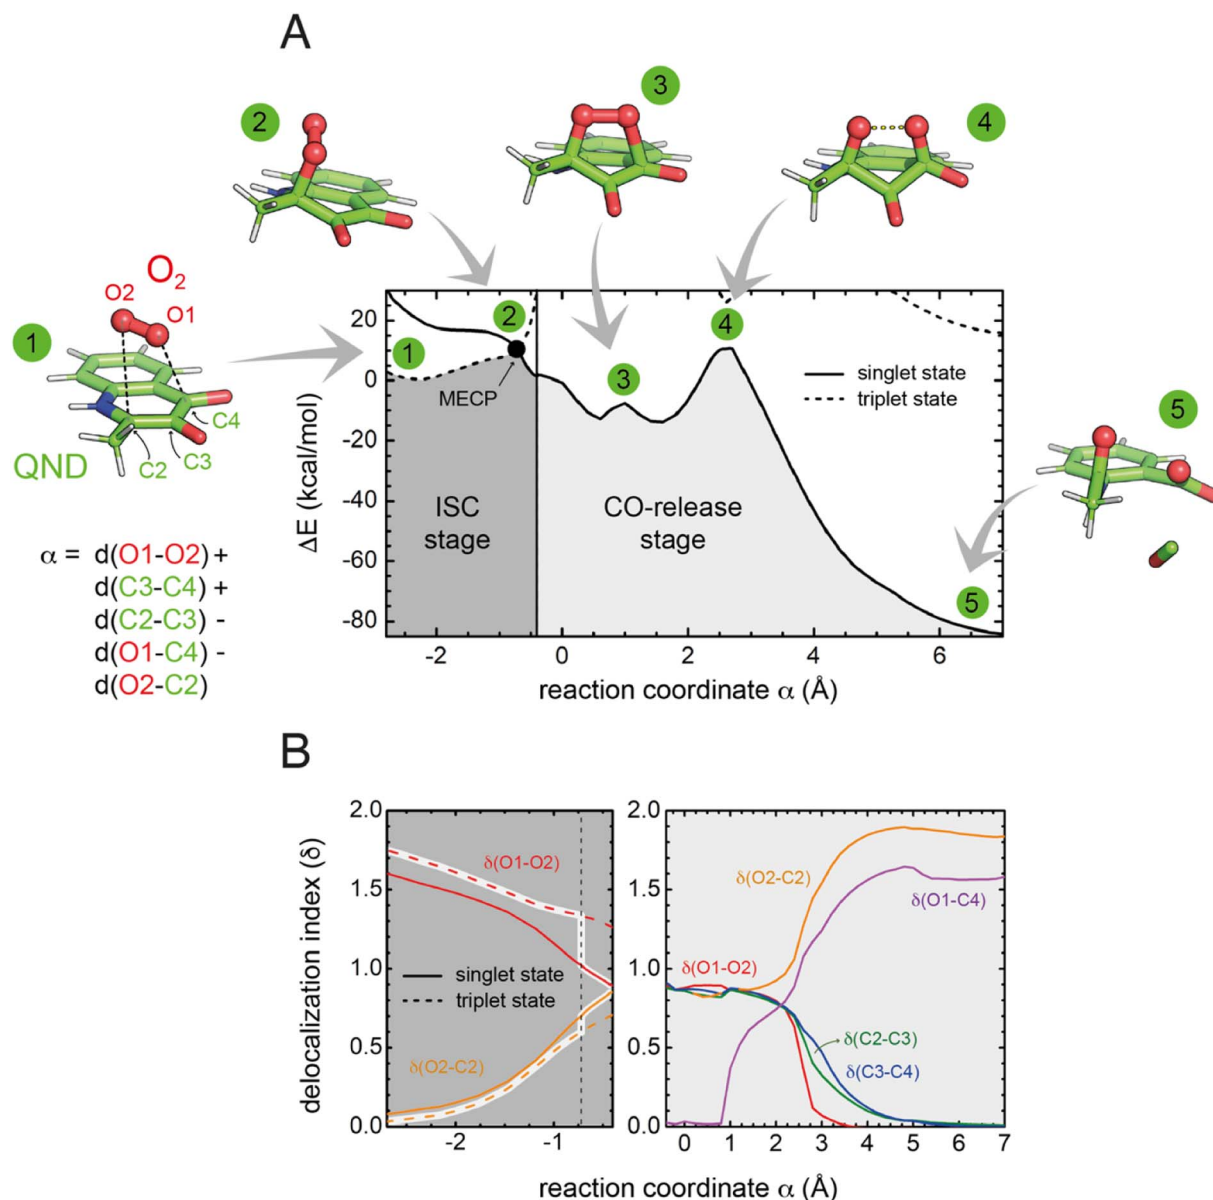 A
2
3
4
O2
O2
O1
1
QND
C4
C3
C2
α = d(O1-O2) +
d(C3-C4) +
d(C2-C3) -
d(O1-C4) -
d(O2-C2)
ΔE (kcal/mol)
20
0
-20
-40
-60
-80
1
2
MECP
3
4
5
5
singlet state
triplet state
ISC
stage
CO-release
stage
-2
0
2
4
6
reaction coordinate α (Å)
B
delocalization index (δ)
2.0
1.5
1.0
0.5
0.0
δ(O1-O2)
singlet state
triplet state
δ(O2-C2)
-2
-1
2.0
1.5
1.0
0.5
0.0
δ(O2-C2)
δ(O1-C4)
δ(O1-O2)
δ(C2-C3)
δ(C3-C4)
0
1
2
3
4
5
6
7
reaction coordinate α (Å)